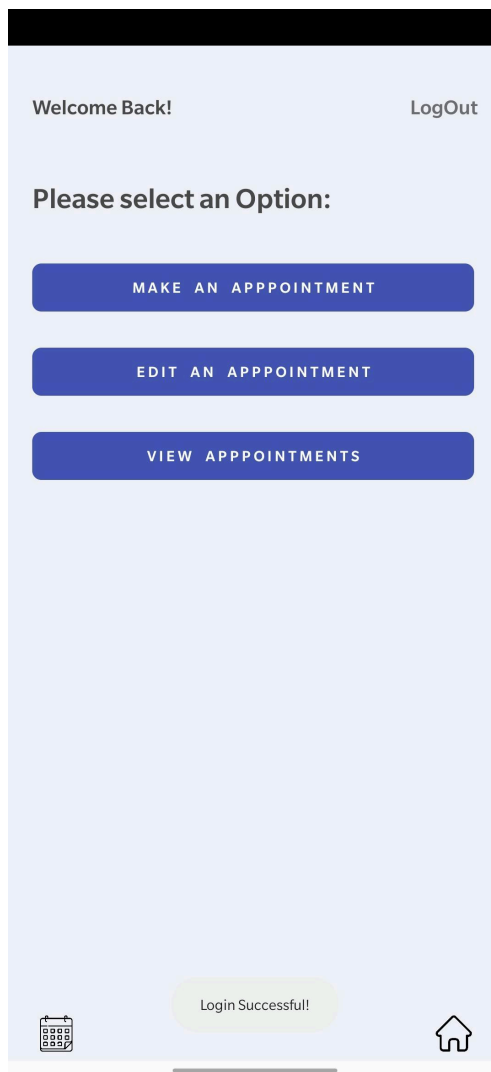 Welcome Back!
LogOut
Please select an Option:
MAKE AN APPPOINTMENT
EDIT AN APPPOINTMENT
VIEW APPPOINTMENTS
Login Successful!